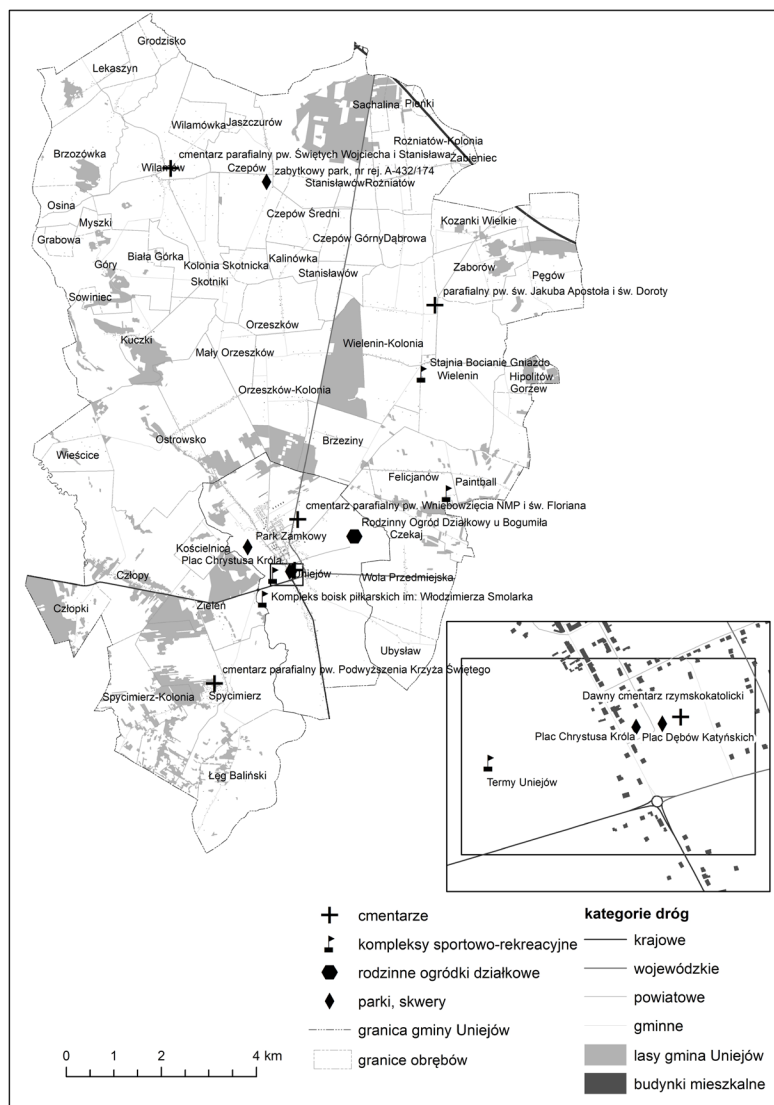 Grodzisko
Lekaszyn
Sachalina
Pieńki
Wilamówka
Jaszczurów
Rożniatów-Kolonia
Zabieniec
Brzozówka
cmentarz parafialny pw. Świętych Wojciecha i Stanisława
Wilamów
Czepów
zabytkowy park, nr rej. A-432/174
Stanisławów
Rożniatów
Osina
Myszki
Czepów Średni
Kozanki Wielkie
Grabowa
Czepów Górny
Dąbrowa
Biała Górka
Kalinówka
Góry
Kolonia Skotnicka
Zaborów
Stanisławów
Pęgów
Skotniki
Sowiniec
parafialny pw. św. Jakuba Apostoła i św. Doroty
Orzeszków
Kuczki
Wielenin-Kolonia
Mały Orzeszków
Stajnia Bocianie Gniazdo
Wielenin
Hipolitów
Gorzew
Orzeszków-Kolonia
Ostrowsko
Brzeziny
Wieścice
Felicjanów
Paintball
cmentarz parafialny pw. Wniebowzięcia NMP i św. Floriana
Rodzinny Ogród Działkowy u Bogumiła
Park Zamkowy
Czekaj
Kościelnica
Plac Chrystusa Króla
Uniejów
Człopy
Wola Przedmiejska
Człopki
Zieleń
Kompleks boisk piłkarskich im. Włodzimierza Smolarka
Ubysław
cmentarz parafialny pw. Podwyższenia Krzyża Świętego
Spycimierz-Kolonia
Spycimierz
Łęg Baliński
Dawny cmentarz rzymskokatolicki
Plac Chrystusa Króla
Plac Dębów Katyńskich
Termy Uniejów
cmentarze
kompleksy sportowo-rekreacyjne
rodzinne ogródki działkowe
parki, skwery
granica gminy Uniejów
granice obrębów
kategorie dróg
krajowe
wojewódzkie
powiatowe
gminne
lasy gmina Uniejów
budynki mieszkalne
0 1 2 4 km